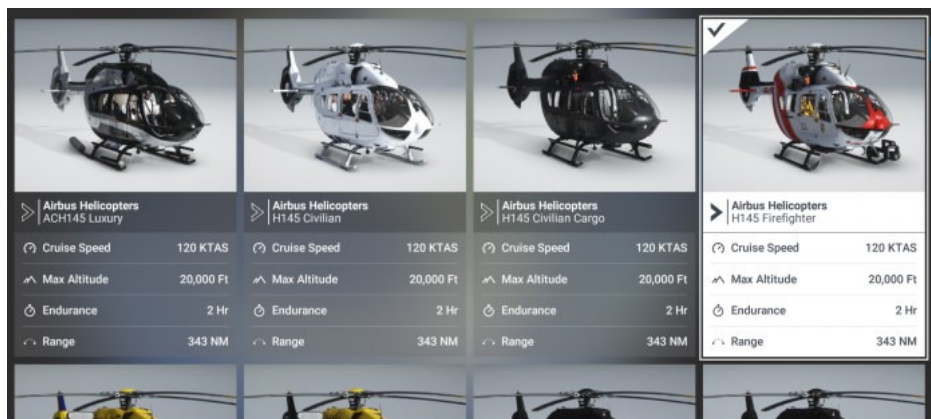 Airbus Helicopters
ACH145 Luxury
Cruise Speed 120 KTAS
Max Altitude 20,000 Ft
Endurance 2 Hr
Range 343 NM
Airbus Helicopters
H145 Civilian
Cruise Speed 120 KTAS
Max Altitude 20,000 Ft
Endurance 2 Hr
Range 343 NM
Airbus Helicopters
H145 Civilian Cargo
Cruise Speed 120 KTAS
Max Altitude 20,000 Ft
Endurance 2 Hr
Range 343 NM
Airbus Helicopters
H145 Firefighter
Cruise Speed 120 KTAS
Max Altitude 20,000 Ft
Endurance 2 Hr
Range 343 NM